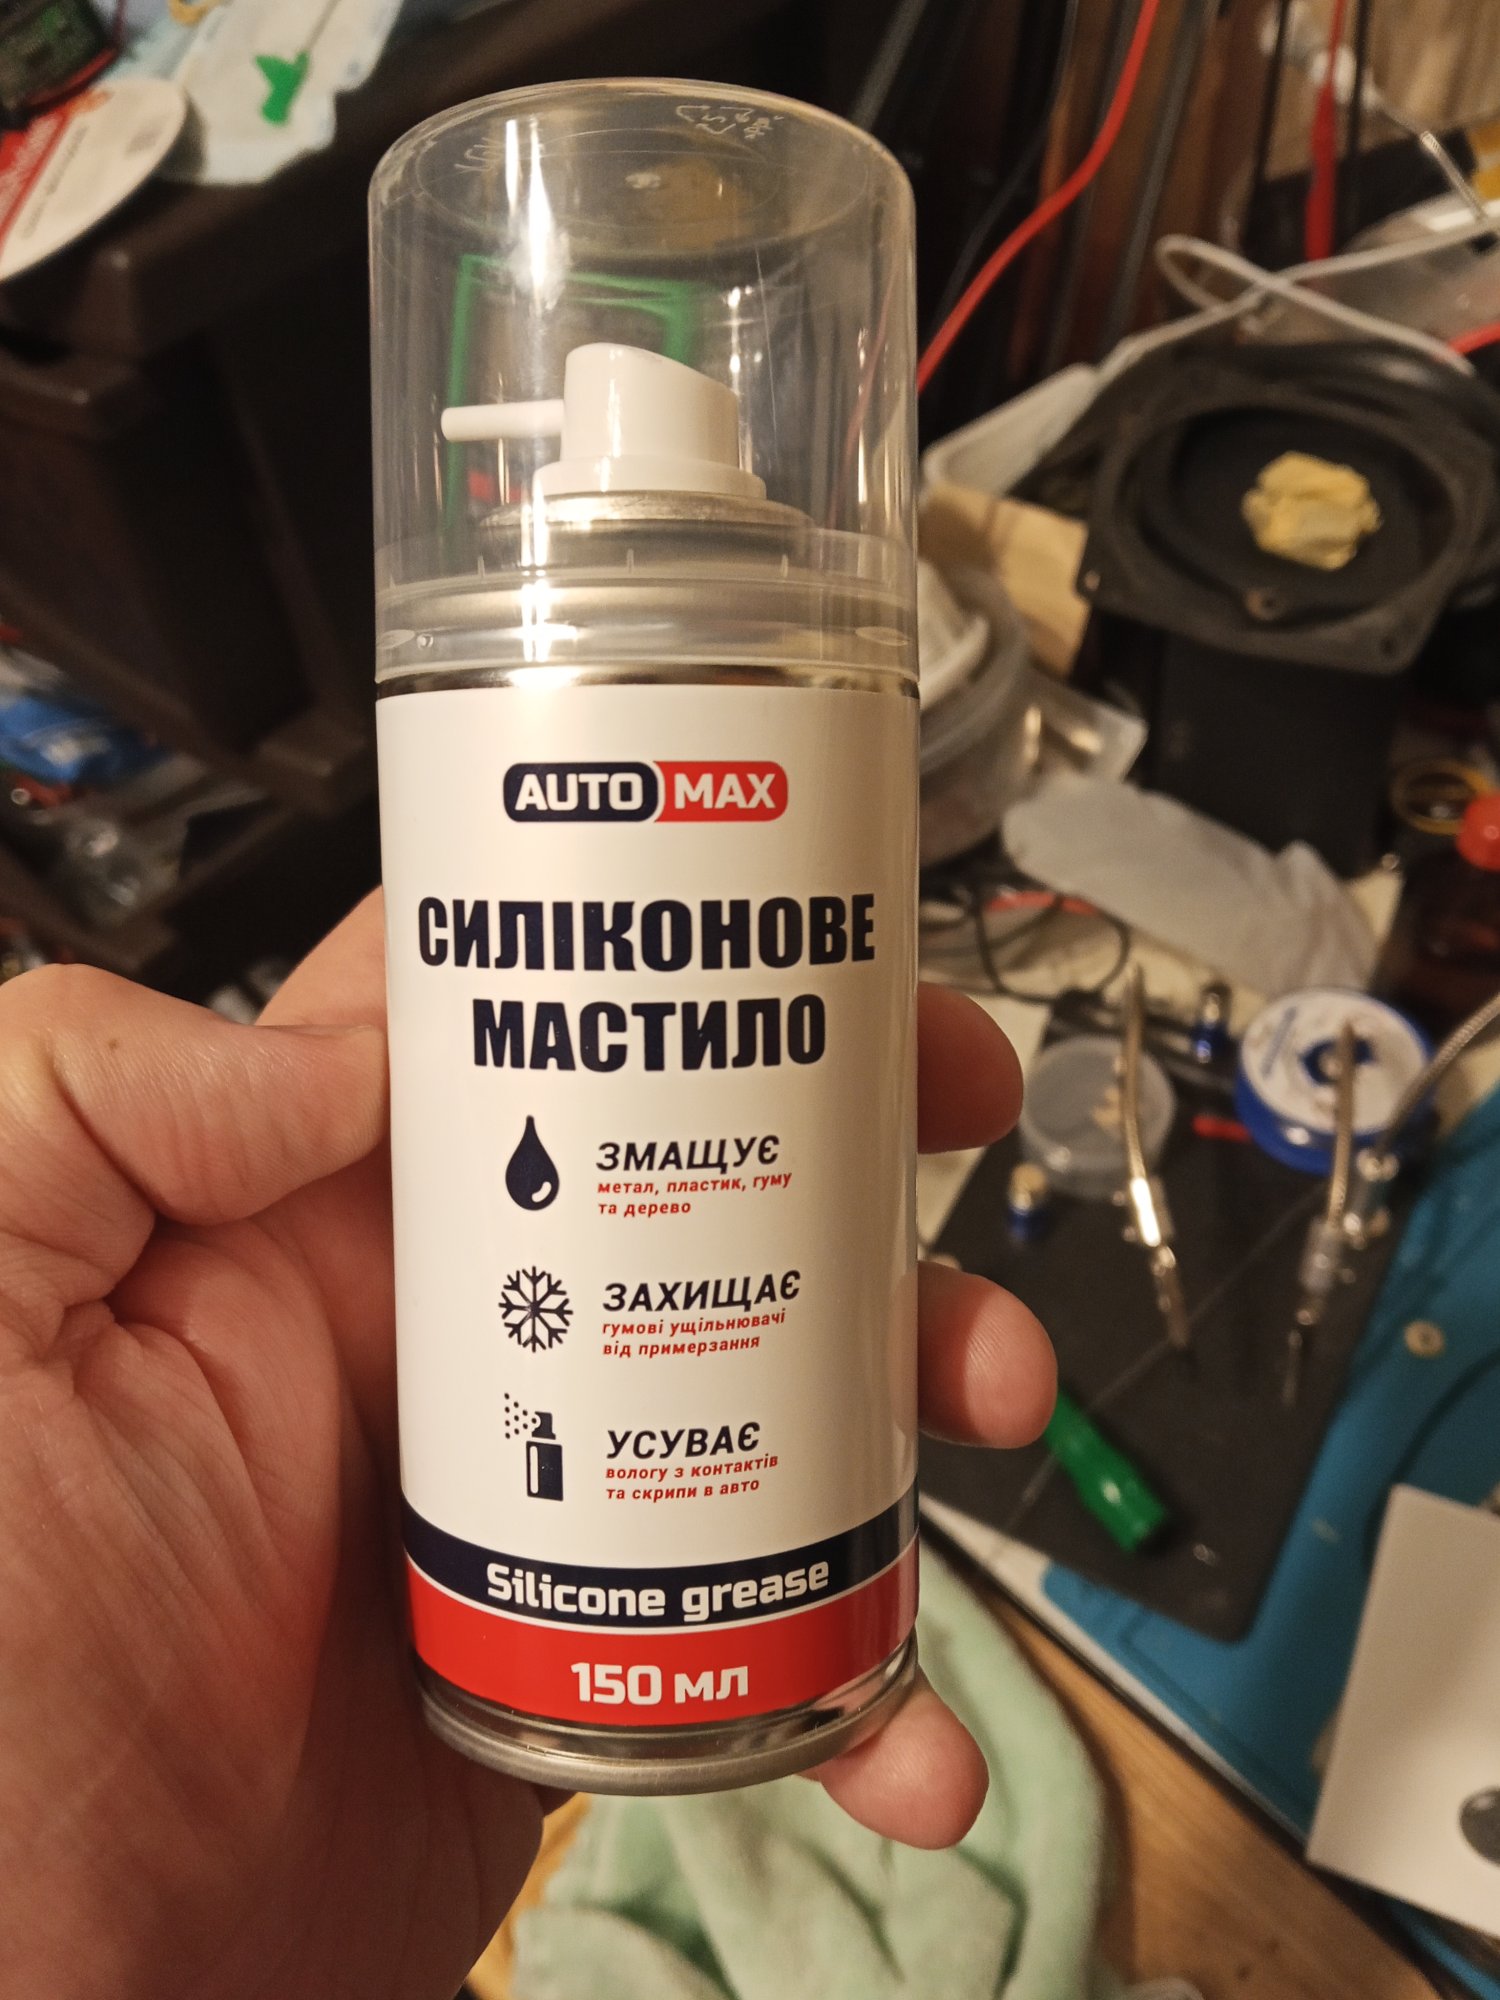 AUTO MAX
СИЛІКОНОВЕ
МАСТИЛО
ЗМАЩУЄ
метал, пластик, гуму
та дерево
ЗАХИЩАЄ
гумові ущільнювачі
від примерзання
УСУВАЄ
вологу з контактів
та скрипи в авто
Silicone grease
150 мл